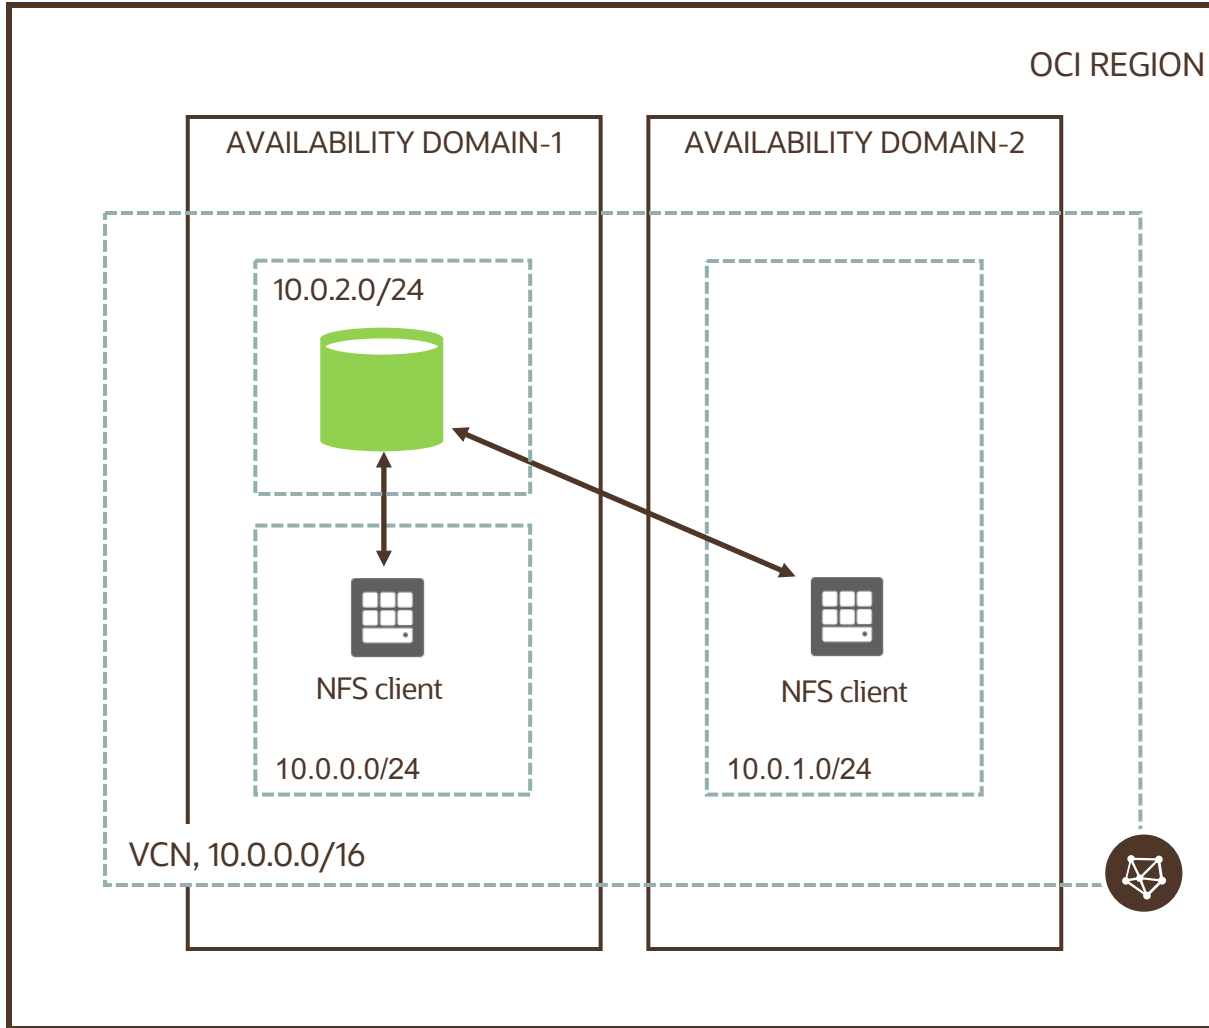 OCI REGION
AVAILABILITY DOMAIN-1
AVAILABILITY DOMAIN-2
10.0.2.0/24
NFS client
NFS client
10.0.0.0/24
10.0.1.0/24
VCN, 10.0.0.0/16